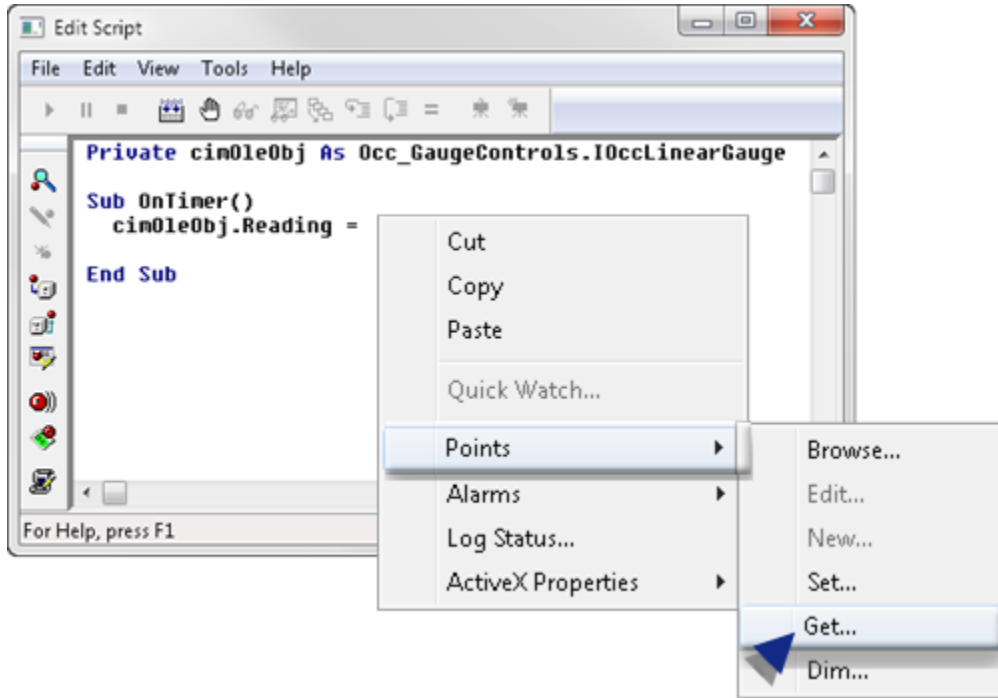 Edit Script
File Edit View Tools Help
Private cimOleObj As Occ_GaugeControls.IOccLinearGauge
Sub OnTimer()
cimOleObj.Reading =
End Sub
Cut
Copy
Paste
Quick Watch...
Points
Alarms
Log Status...
ActiveX Properties
Browse...
Edit...
New...
Set...
Get...
Dim...
For Help, press F1